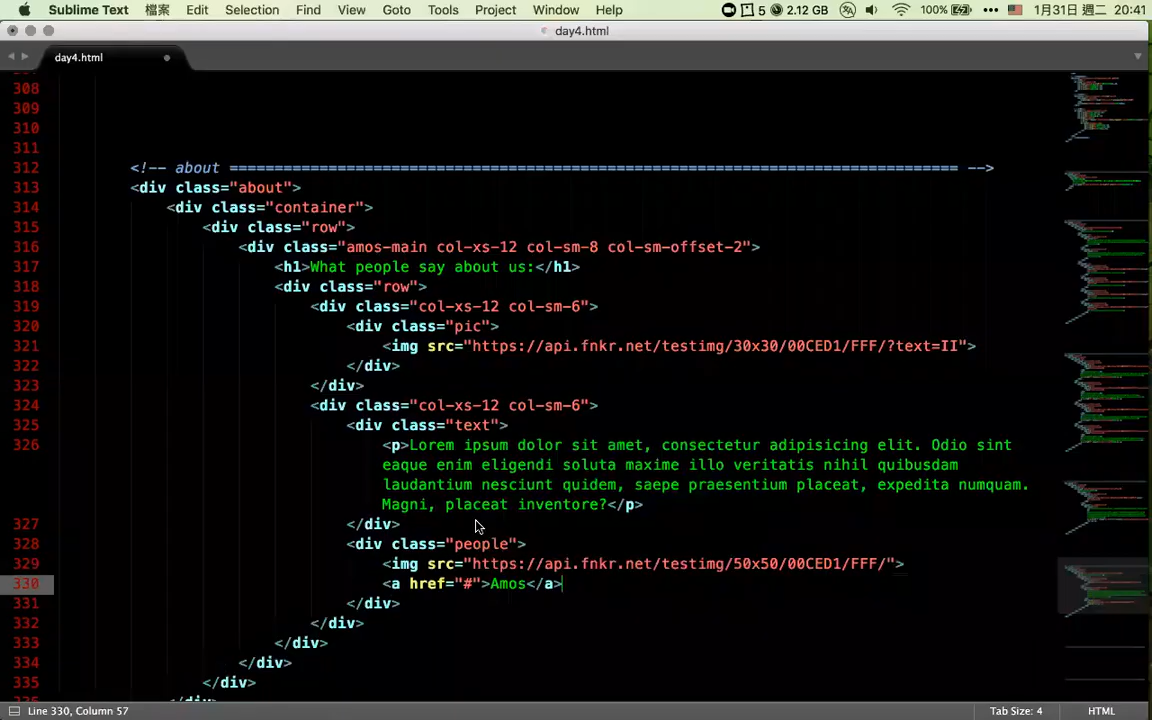 Sublime Text 檔案 Edit Selection Find View Goto Tools Project Window Help 5 2.12 GB 100% 1月31日 週二 20:41
day4.html
day4.html
308
309
310
311
312 <!-- about ================================================================================= -->
313 <div class="about">
314 <div class="container">
315 <div class="row">
316 <div class="amos-main col-xs-12 col-sm-8 col-sm-offset-2">
317 <h1>What people say about us:</h1>
318 <div class="row">
319 <div class="col-xs-12 col-sm-6">
320 <div class="pic">
321 <img src="https://api.fnkr.net/testimg/30x30/00CED1/FFF/?text=II">
322 </div>
323 </div>
324 <div class="col-xs-12 col-sm-6">
325 <div class="text">
326 <p>Lorem ipsum dolor sit amet, consectetur adipisicing elit. Odio sint
eaque enim eligendi soluta maxime illo veritatis nihil quibusdam
laudantium nesciunt quidem, saepe praesentium placeat, expedita numquam.
Magni, placeat inventore?</p>
327 </div>
328 <div class="people">
329 <img src="https://api.fnkr.net/testimg/50x50/00CED1/FFF/">
330 <a href="#">Amos</a>
331 </div>
332 </div>
333 </div>
334 </div>
335 </div>
</div>
Line 330, Column 57 Tab Size: 4 HTML